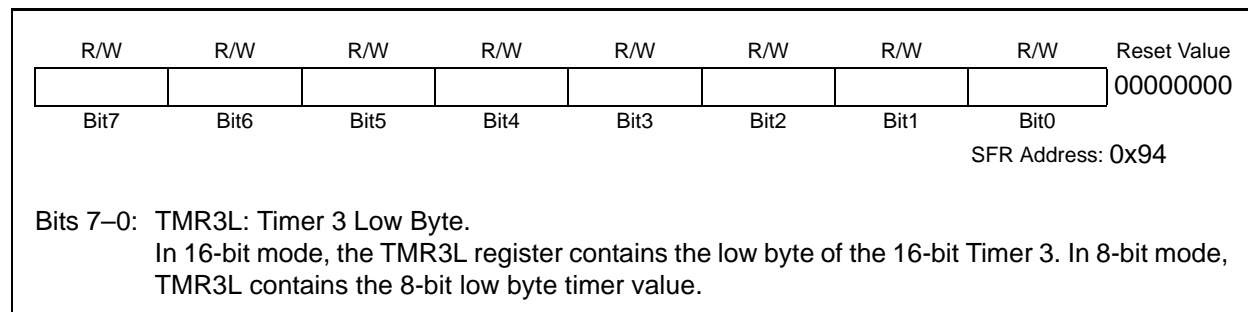 R/W R/W R/W R/W R/W R/W R/W R/W Reset Value
00000000
Bit7 Bit6 Bit5 Bit4 Bit3 Bit2 Bit1 Bit0
SFR Address: 0x94
Bits 7–0: TMR3L: Timer 3 Low Byte.
In 16-bit mode, the TMR3L register contains the low byte of the 16-bit Timer 3. In 8-bit mode,
TMR3L contains the 8-bit low byte timer value.